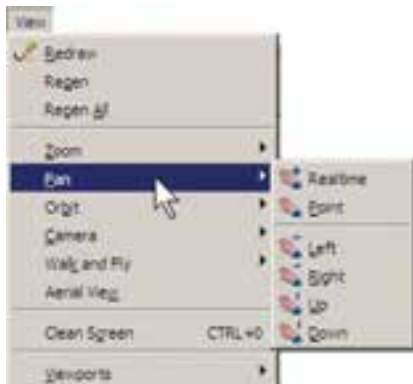 View
Redraw
Regen
Regen All
Zoom
Pan
Orbit
Camera
Walk and Fly
Aerial View
Clean Screen CTRL+0
Viewports
Realtime
Point
Left
Right
Up
Down